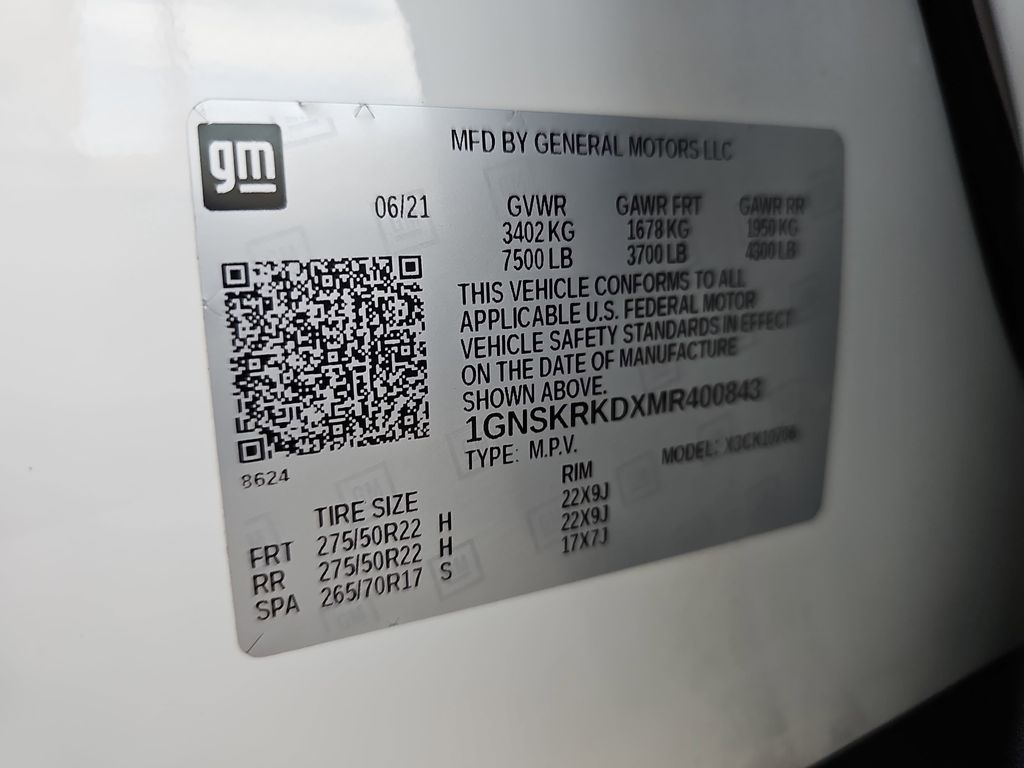 gm
MFD BY GENERAL MOTORS LLC
06/21
GVWR GAWR FRT GAWR RR
3402 KG 1678 KG 1950 KG
7500 LB 3700 LB 4300 LB
THIS VEHICLE CONFORMS TO ALL
APPLICABLE U.S. FEDERAL MOTOR
VEHICLE SAFETY STANDARDS IN EFFECT
ON THE DATE OF MANUFACTURE
SHOWN ABOVE.
1GNSKRKDXMR400843
TYPE: M.P.V. MODEL:
8624
TIRE SIZE RIM
FRT 275/50R22 H 22X9J
RR 275/50R22 H 22X9J
SPA 265/70R17 S 17X7J